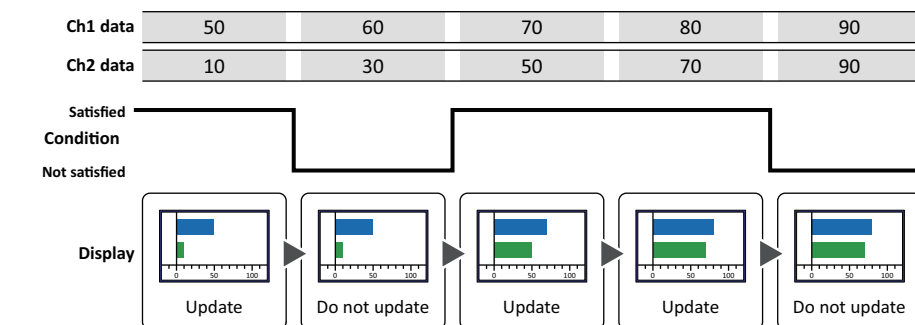 Ch1 data 50 60 70 80 90
Ch2 data 10 30 50 70 90
Satisfied
Condition
Not satisfied
Display
0 50 100 0 50 100 0 50 100 0 50 100 0 50 100
Update Do not update Update Update Do not update